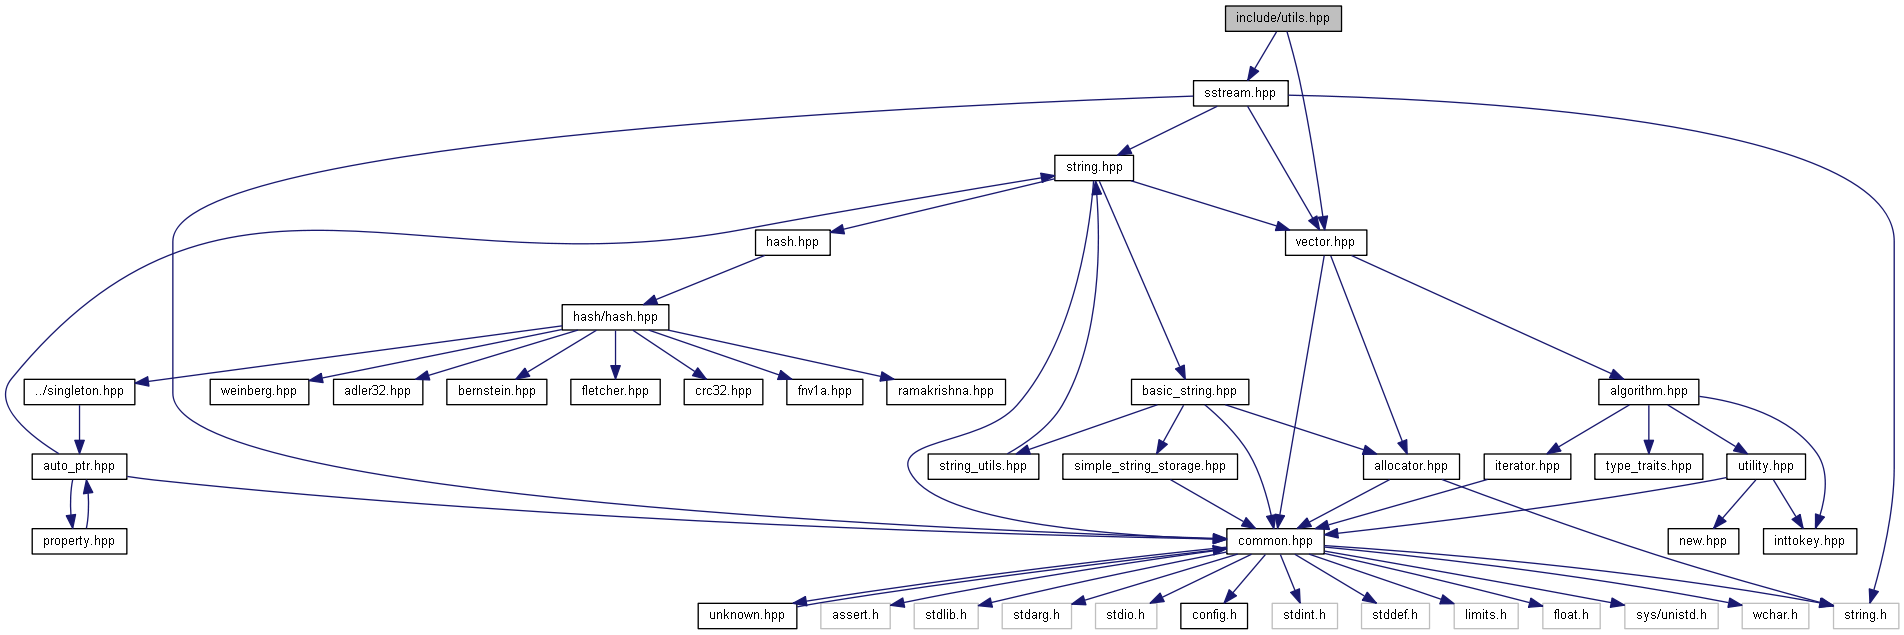 include/utils.hpp
sstream.hpp
string.hpp
hash.hpp
vector.hpp
hash/hash.hpp
../singleton.hpp
weinberg.hpp
adler32.hpp
bernstein.hpp
fletcher.hpp
crc32.hpp
fnv1a.hpp
ramakrishna.hpp
basic_string.hpp
algorithm.hpp
auto_ptr.hpp
string_utils.hpp
simple_string_storage.hpp
allocator.hpp
iterator.hpp
type_traits.hpp
utility.hpp
property.hpp
common.hpp
new.hpp
inttokey.hpp
unknown.hpp
assert.h
stdlib.h
stdarg.h
stdio.h
config.h
stdint.h
stddef.h
limits.h
float.h
sys/unistd.h
wchar.h
string.h